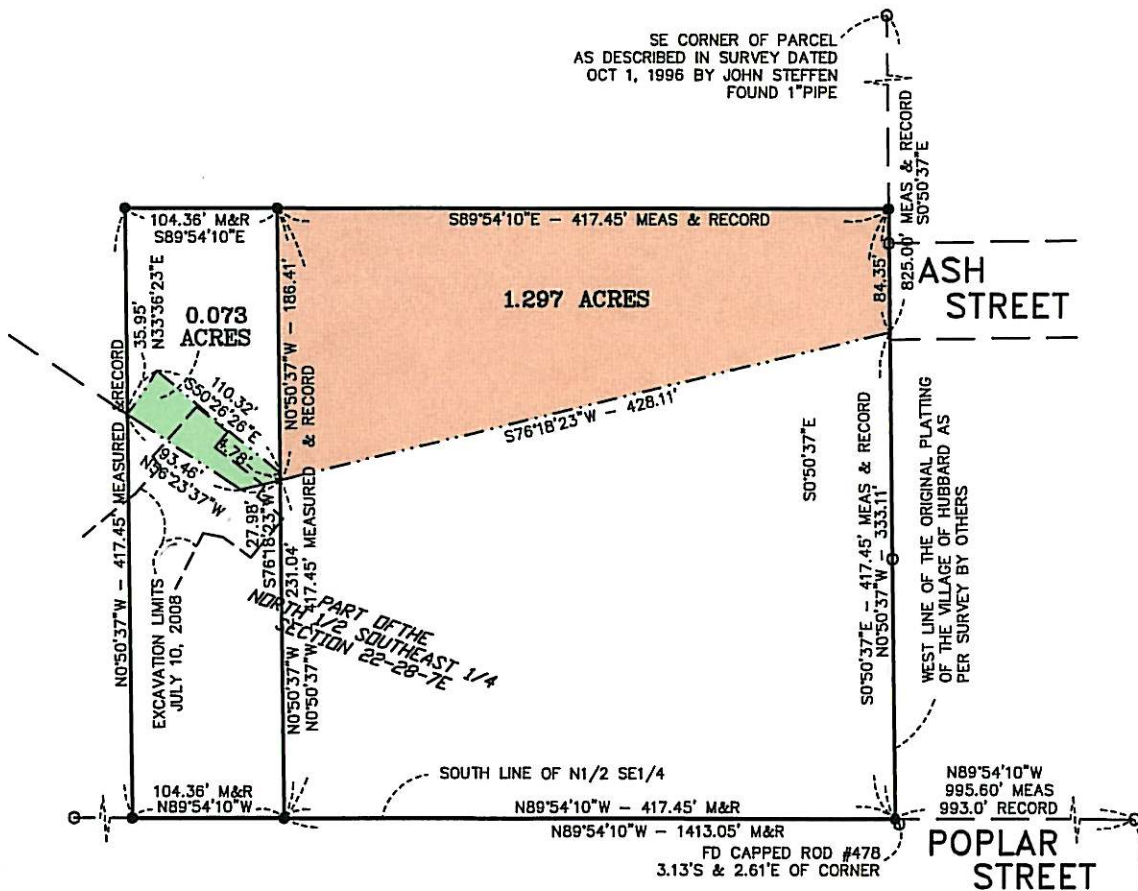 SE CORNER OF PARCEL
AS DESCRIBED IN SURVEY DATED
OCT 1, 1996 BY JOHN STEFFEN
FOUND 1"PIPE
825.00' MEAS & RECORD
S0°50'37"E
104.36' M&R
S89°54'10"E
S89°54'10"E - 417.45' MEAS & RECORD
ASH
STREET
84.35'
1.297 ACRES
N0°50'37"W - 186.41'
35.95'
N33°36'23"E
0.073
ACRES
110.32'
S50°26'26"E
6.78
93.46'
N56°23'37"W
S76°18'23"W
27.98'
S76°18'23"W - 428.11'
N0°50'37"W - 417.45' MEASURED &RECORD
N0°50'37"W - 231.04'
N0°50'37"W - 417.45' MEASURED & RECORD
EXCAVATION LIMITS
JULY 10, 2008
PART OFTHE
NORTH 1/2 SOUTHEAST 1/4
SECTION 22-28-7E
S0°50'37"E
S0°50'37"E - 417.45' MEAS & RECORD
N0°50'37"W - 333.11'
WEST LINE OF THE ORIGINAL PLATTING
OF THE VILLAGE OF HUBBARD AS
PER SURVEY BY OTHERS
SOUTH LINE OF N1/2 SE1/4
104.36' M&R
N89°54'10"W
N89°54'10"W - 417.45' M&R
N89°54'10"W - 1413.05' M&R
N89°54'10"W
995.60' MEAS
993.0' RECORD
FD CAPPED ROD #478
3.13'S & 2.61'E OF CORNER
POPLAR
STREET